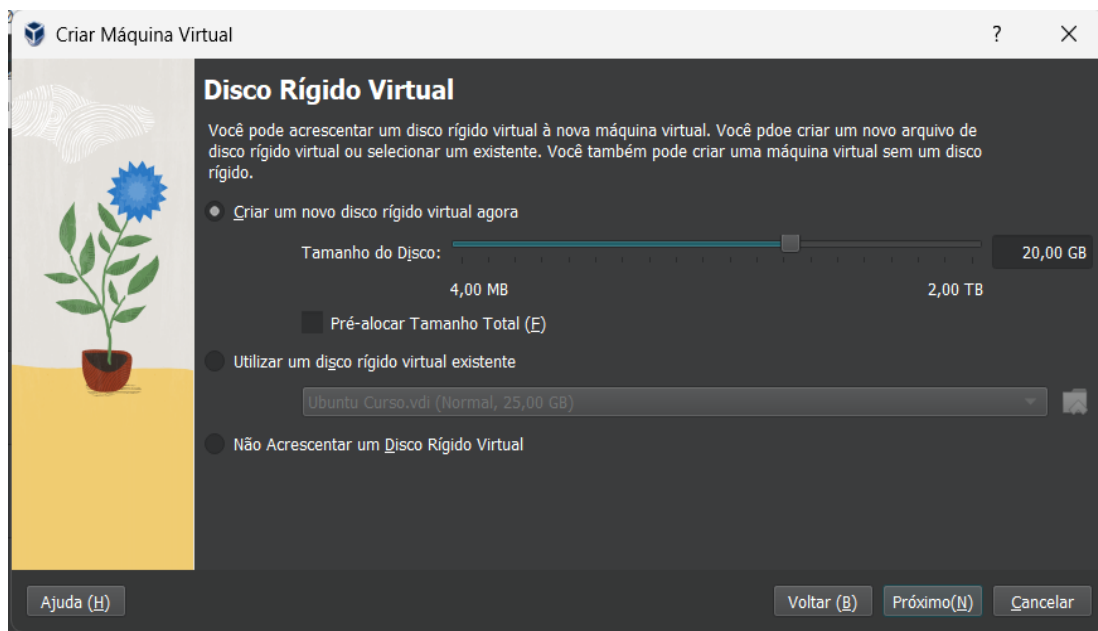 Criar Máquina Virtual
?
Disco Rígido Virtual
Você pode acrescentar um disco rígido virtual à nova máquina virtual. Você pdoe criar um novo arquivo de
disco rígido virtual ou selecionar um existente. Você também pode criar uma máquina virtual sem um disco
rígido.
Criar um novo disco rígido virtual agora
Tamanho do Disco:
20,00 GB
4,00 MB
2,00 TB
Pré-alocar Tamanho Total (F)
Utilizar um disco rígido virtual existente
Ubuntu Curso.vdi (Normal, 25,00 GB)
Não Acrescentar um Disco Rígido Virtual
Ajuda (H)
Voltar (B)
Próximo(N)
Cancelar